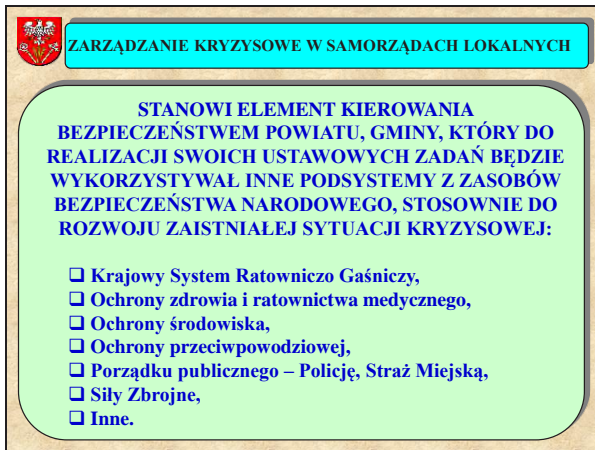 ZARZĄDZANIE KRYZYSOWE W SAMORZĄDACH LOKALNYCH
STANOWI ELEMENT KIEROWANIA
BEZPIECZEŃSTWEM POWIATU, GMINY, KTÓRY DO
REALIZACJI SWOICH USTAWOWYCH ZADAŃ BĘDZIE
WYKORZYSTYWAŁ INNE PODSYSTEMY Z ZASOBÓW
BEZPIECZEŃSTWA NARODOWEGO, STOSOWNIE DO
ROZWOJU ZAISTNIAŁEJ SYTUACJI KRYZYSOWEJ:
❑ Krajowy System Ratowniczo Gaśniczy,
❑ Ochrony zdrowia i ratownictwa medycznego,
❑ Ochrony środowiska,
❑ Ochrony przeciwpowodziowej,
❑ Porządku publicznego – Policję, Straż Miejską,
❑ Siły Zbrojne,
❑ Inne.